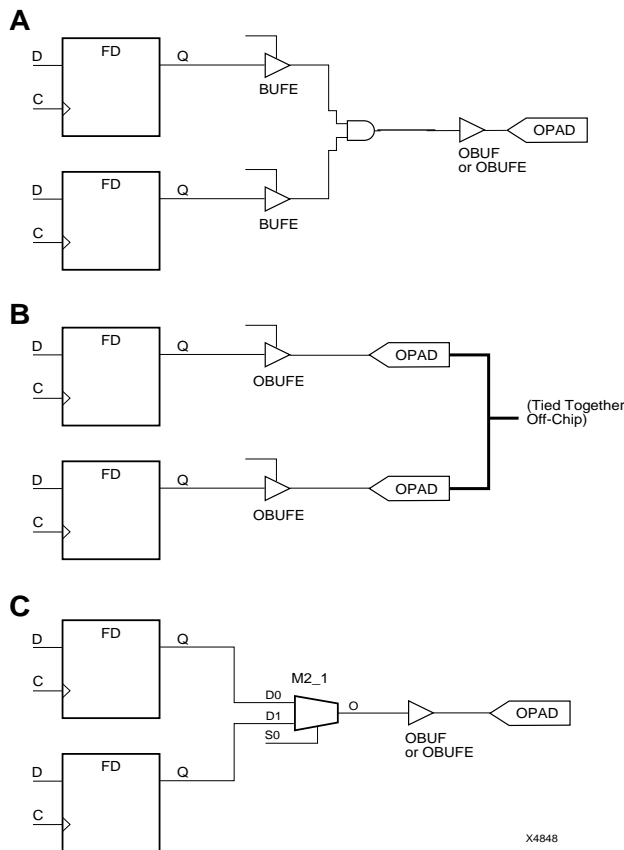 A
FD
D
Q
C
BUFE
OBUF
or OBUFE
OPAD
FD
D
Q
C
BUFE
B
FD
D
Q
C
OBUFE
OPAD
(Tied Together
Off-Chip)
FD
D
Q
C
OBUFE
OPAD
C
FD
D
Q
C
M2_1
D0
D1
S0
O
OBUF
or OBUFE
OPAD
FD
D
Q
C
X4848